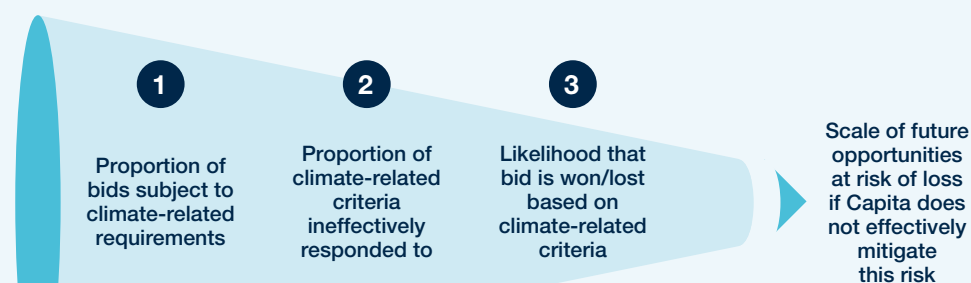 1
Proportion of
bids subject to
climate-related
requirements
2
Proportion of
climate-related
criteria
ineffectively
responded to
3
Likelihood that
bid is won/lost
based on
climate-related
criteria
Scale of future
opportunities
at risk of loss
if Capita does
not effectively
mitigate
this risk